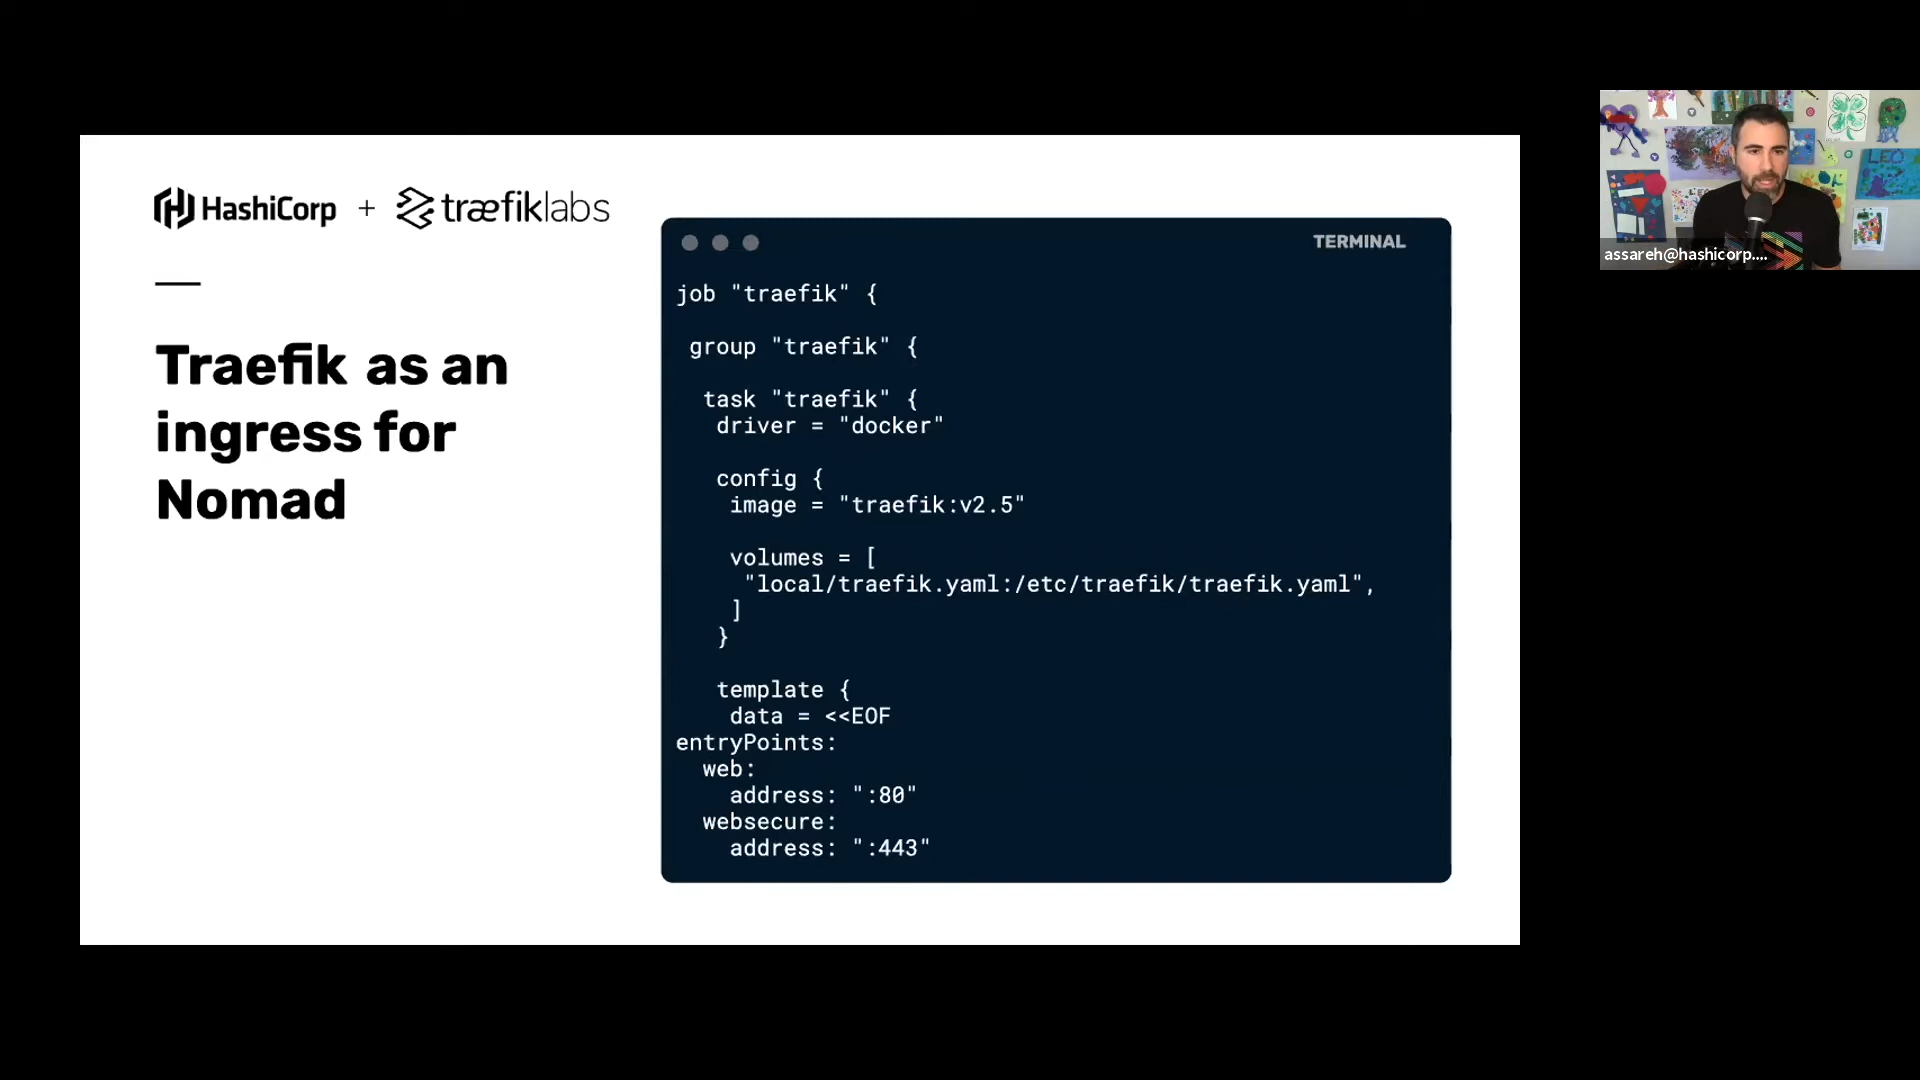 HashiCorp + træfiklabs
Traefik as an
ingress for
Nomad
TERMINAL
job "traefik" {
group "traefik" {
task "traefik" {
driver = "docker"
config {
image = "traefik:v2.5"
volumes = [
"local/traefik.yaml:/etc/traefik/traefik.yaml",
]
}
template {
data = <<EOF
entryPoints:
web:
address: ":80"
websecure:
address: ":443"
LEO
assareh@hashicorp....